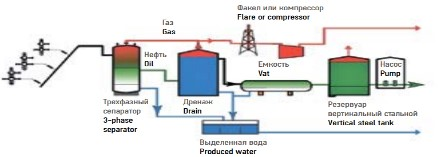 Факел или компрессор
Flare or compressor
Газ
Gas
Нефть
Oil
Емкость
Vat
Насос
Pump
Трехфазный
сепаратор
3-phase
separator
Дренаж
Drain
Резервуар
вертикальный стальной
Vertical steel tank
Выделенная вода
Produced water